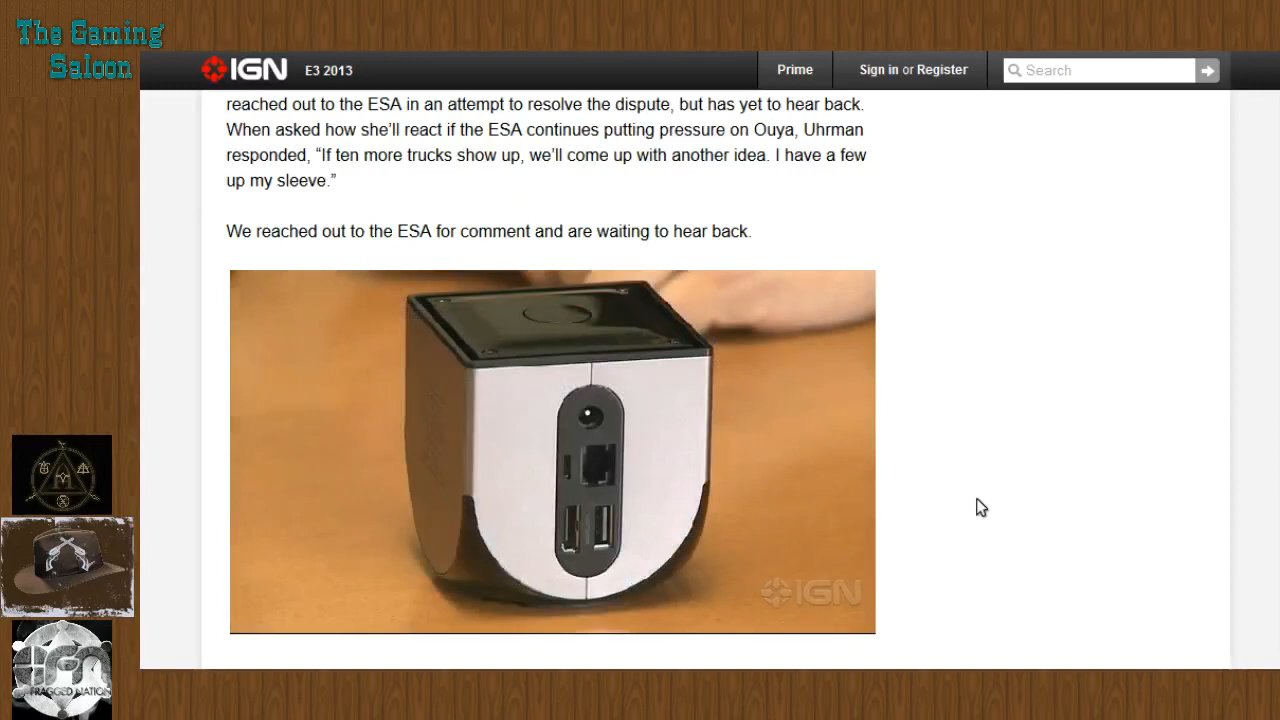 The Gaming
Saloon
IGN
E3 2013
Prime
Sign in or Register
Search
reached out to the ESA in an attempt to resolve the dispute, but has yet to hear back.
When asked how she’ll react if the ESA continues putting pressure on Ouya, Uhrman
responded, “If ten more trucks show up, we’ll come up with another idea. I have a few
up my sleeve.”
We reached out to the ESA for comment and are waiting to hear back.
IGN
FRAGGED NATION